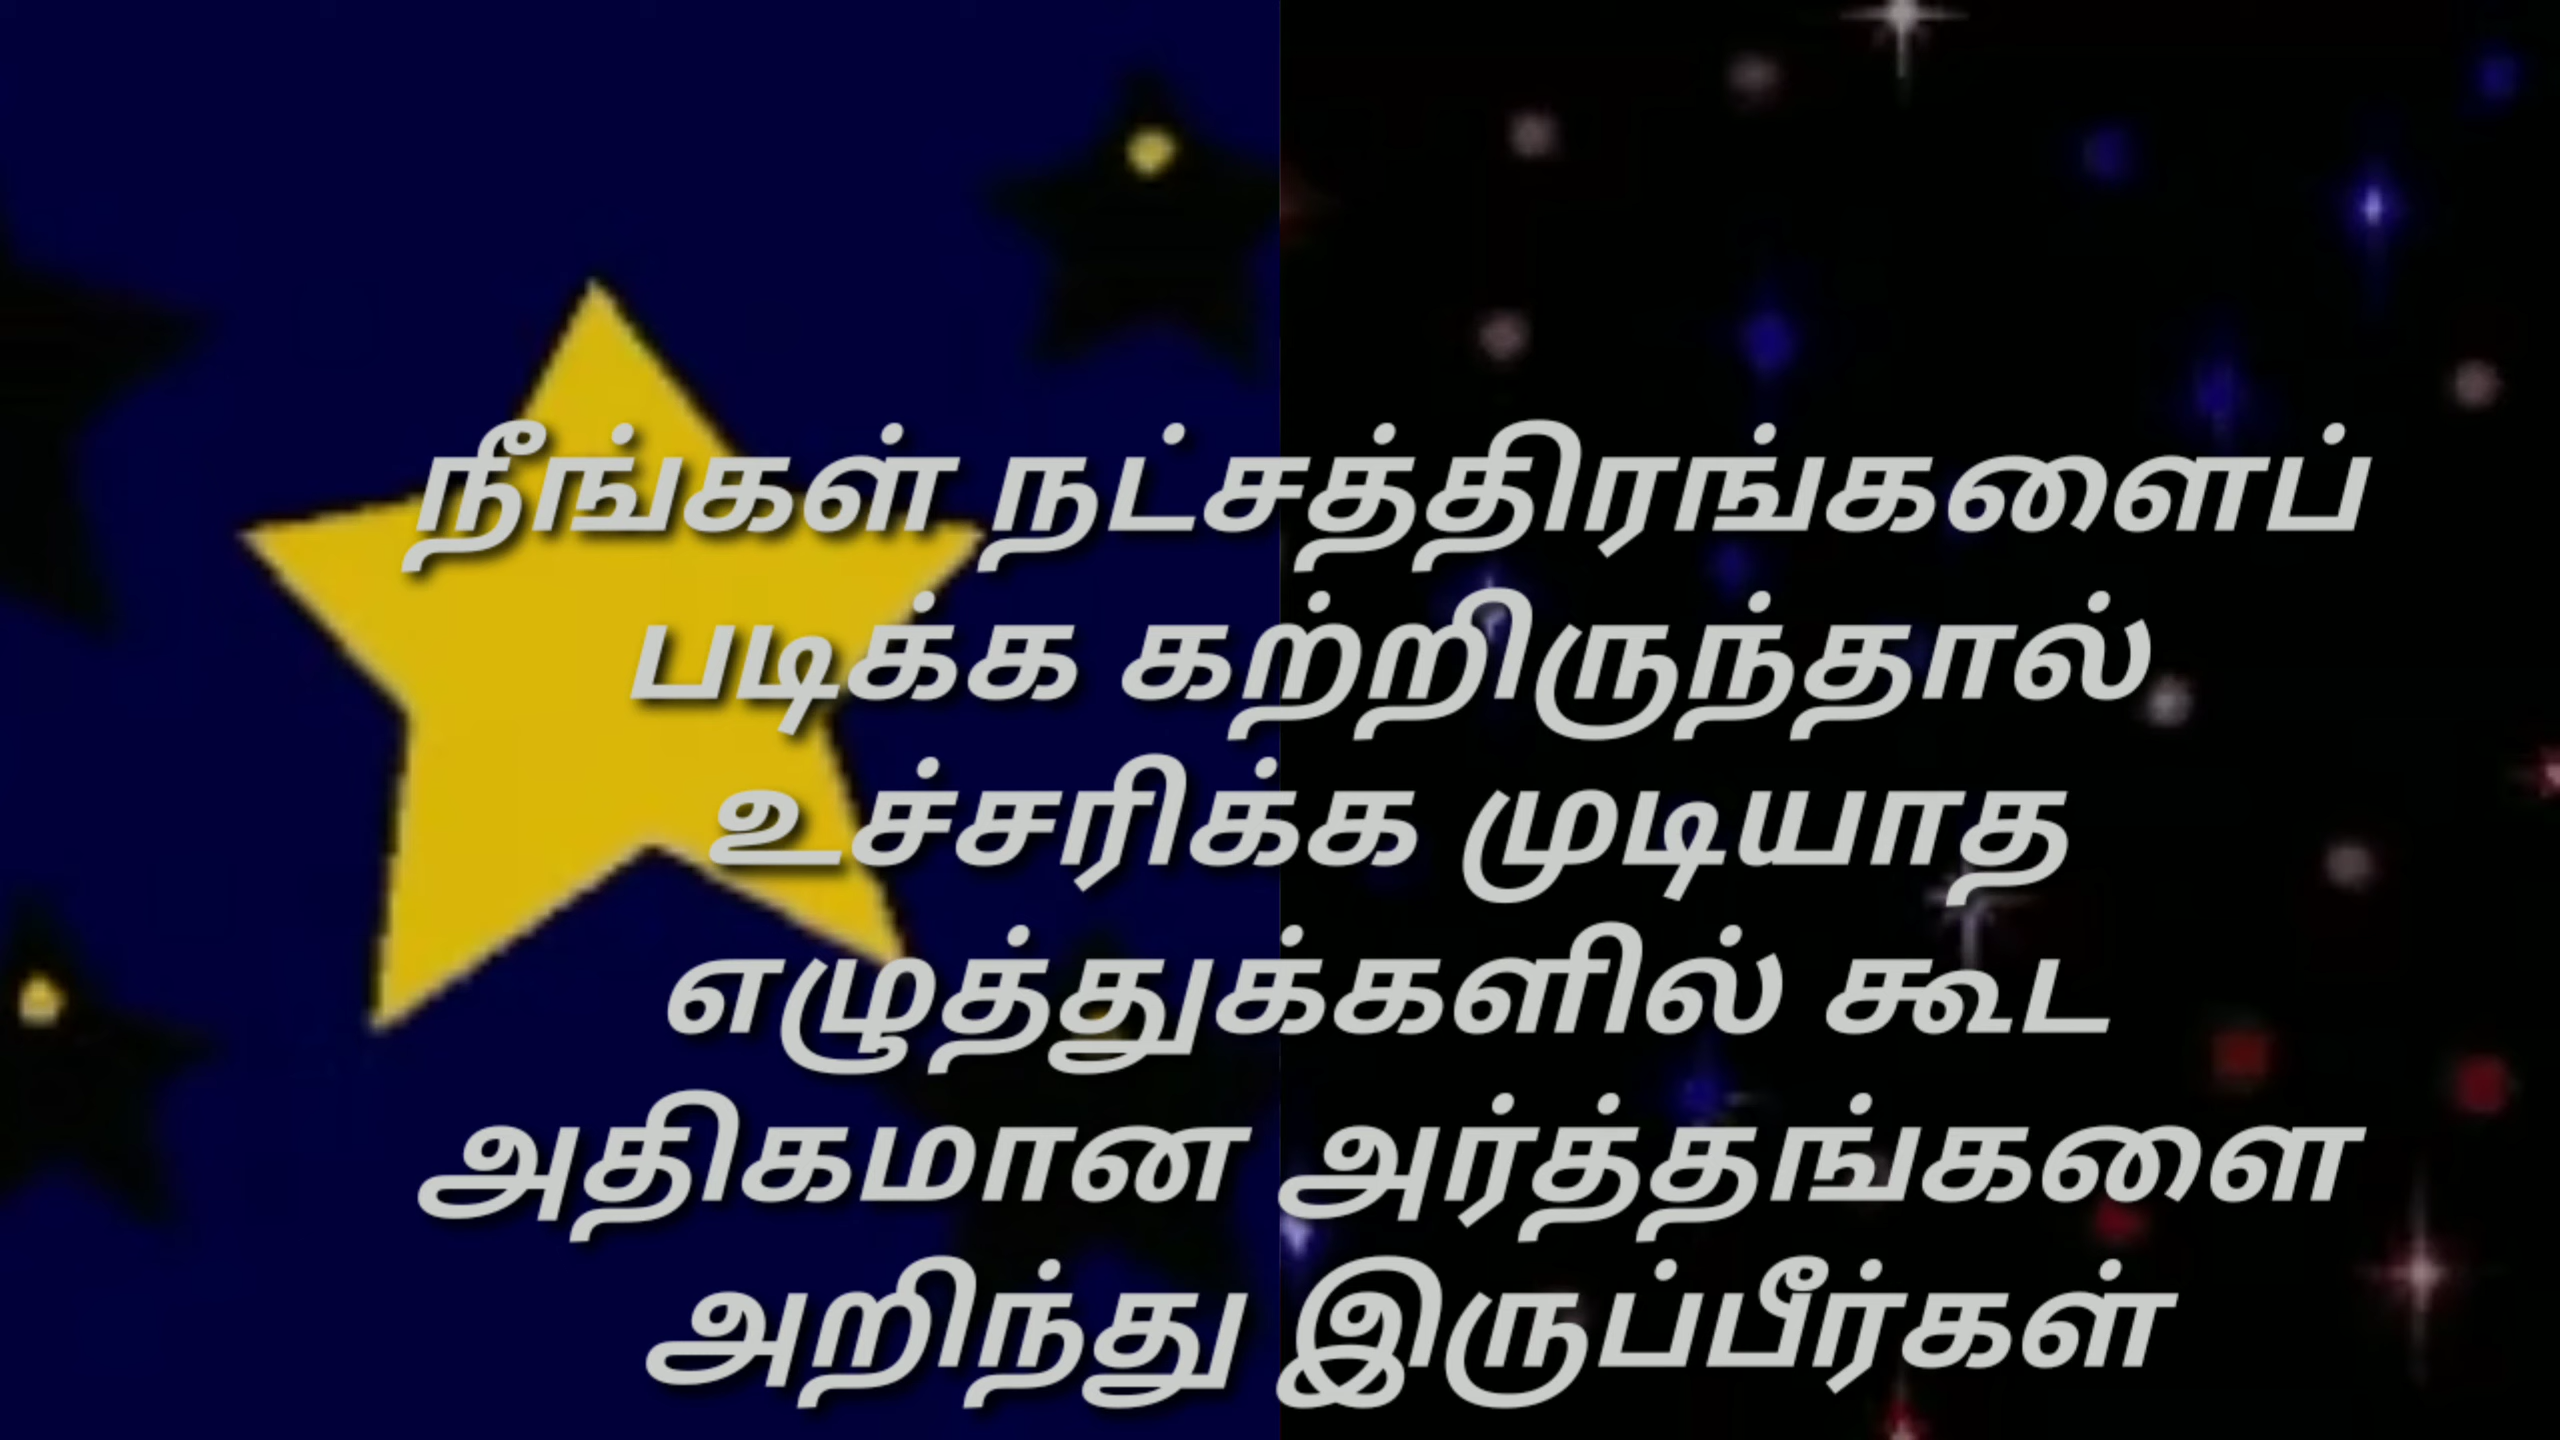 நீங்கள் நட்சத்திரங்களைப்
படிக்க கற்றிருந்தால்
உச்சரிக்க முடியாத
எழுத்துக்களில் கூட
அதிகமான அர்த்தங்களை
அறிந்து இருப்பீர்கள்